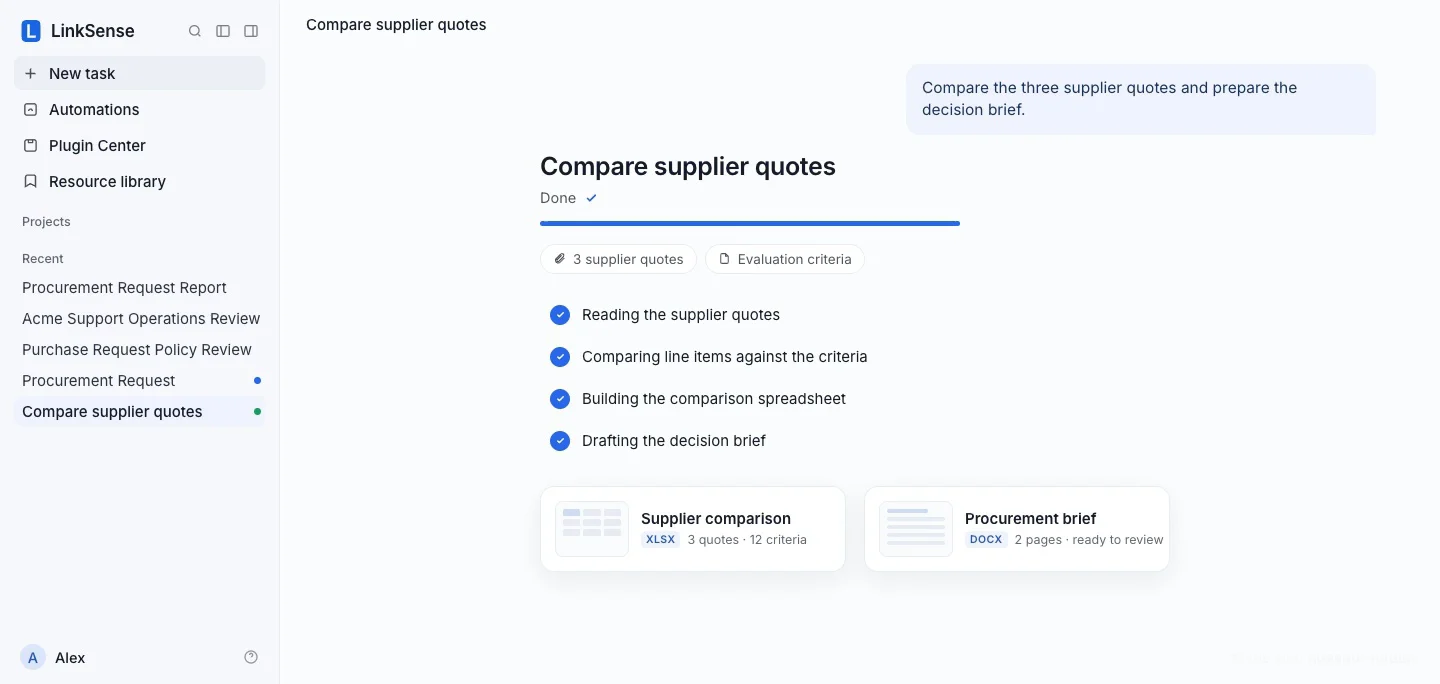 LinkSense
New task
Automations
Plugin Center
Resource library
Projects
Recent
Procurement Request Report
Acme Support Operations Review
Purchase Request Policy Review
Procurement Request
Compare supplier quotes
A Alex
Compare supplier quotes
Compare the three supplier quotes and prepare the
decision brief.
Compare supplier quotes
Done
3 supplier quotes
Evaluation criteria
Reading the supplier quotes
Comparing line items against the criteria
Building the comparison spreadsheet
Drafting the decision brief
Supplier comparison
XLSX 3 quotes · 12 criteria
Procurement brief
DOCX 2 pages · ready to review